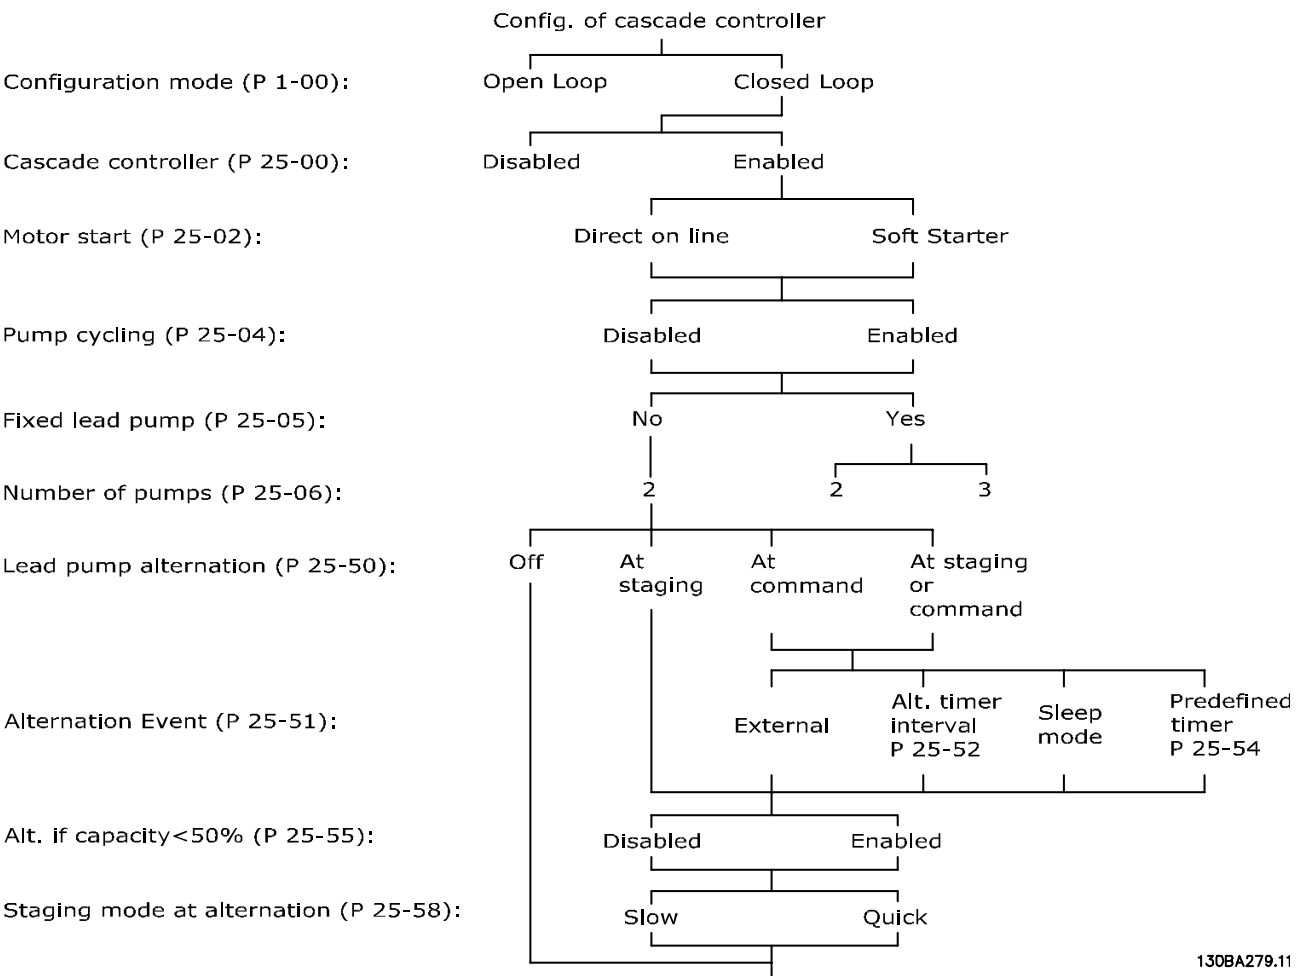 Config. of cascade controller
Configuration mode (P 1-00):
Open Loop
Closed Loop
Cascade controller (P 25-00):
Disabled
Enabled
Motor start (P 25-02):
Direct on line
Soft Starter
Pump cycling (P 25-04):
Disabled
Enabled
Fixed lead pump (P 25-05):
No
Yes
Number of pumps (P 25-06):
2
2
3
Lead pump alternation (P 25-50):
Off
At
staging
At
command
At staging
or
command
Alternation Event (P 25-51):
External
Alt. timer
interval
P 25-52
Sleep
mode
Predefined
timer
P 25-54
Alt. if capacity<50% (P 25-55):
Disabled
Enabled
Staging mode at alternation (P 25-58):
Slow
Quick
130BA279.11